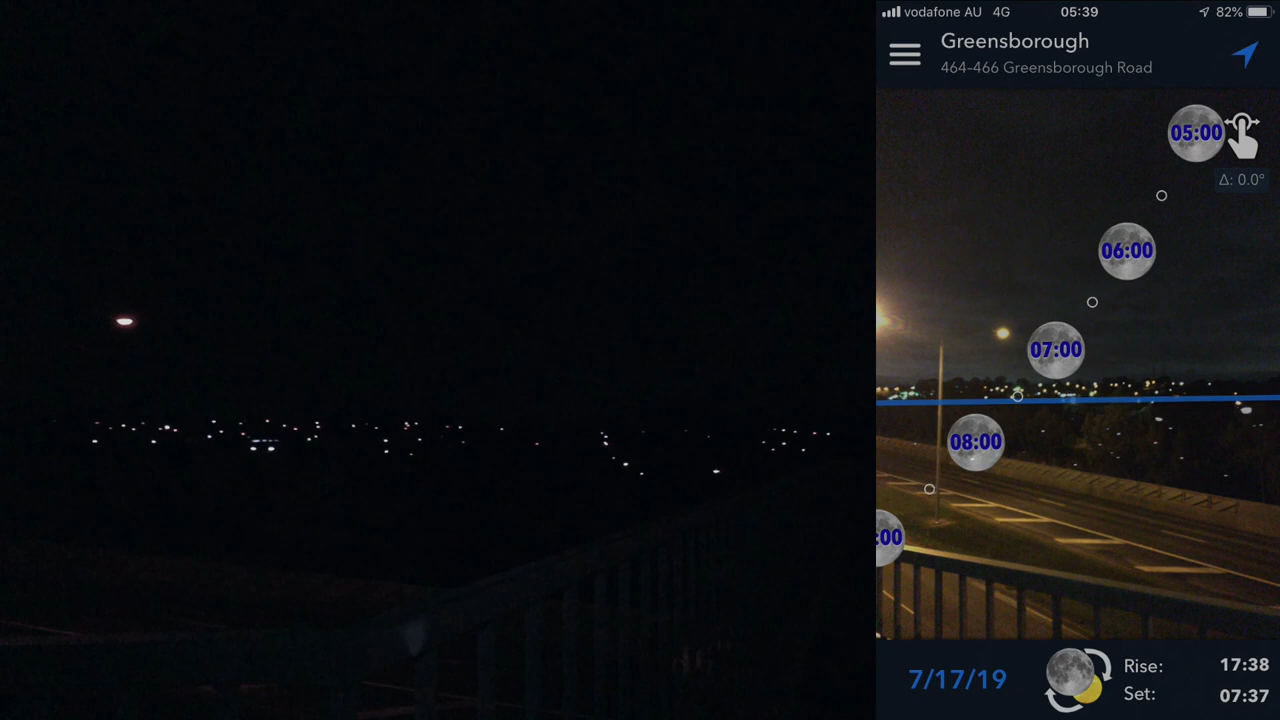 vodafone AU 4G 05:39 82%
Greensborough
464-466 Greensborough Road
05:00
Δ: 0.0°
06:00
07:00
08:00
:00
7/17/19
Rise: 17:38
Set: 07:37